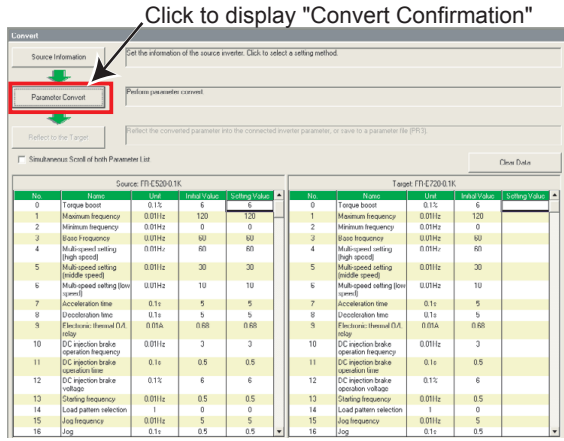 Click to display "Convert Confirmation"
Convert
Source Information
Set the information of the source inverter. Click to select a setting method.
Parameter Convert
Perform parameter convert.
Reflect to the Target
Reflect the converted parameter into the connected inverter parameter, or save to a parameter file (PR3).
Simultaneous Scroll of both Parameter List.
Clear Data
Source: FR-E520-0.1K
No. Name Unit Initial Value Setting Value
0 Torque boost 0.1% 6 6
1 Maximum frequency 0.01Hz 120 120
2 Minimum frequency 0.01Hz 0 0
3 Base frequency 0.01Hz 60 60
4 Multi-speed setting (high speed) 0.01Hz 60 60
5 Multi-speed setting (middle speed) 0.01Hz 30 30
6 Multi-speed setting (low speed) 0.01Hz 10 10
7 Acceleration time 0.1s 5 5
8 Deceleration time 0.1s 5 5
9 Electronic thermal O/L relay 0.01A 0.68 0.68
10 DC injection brake operation frequency 0.01Hz 3 3
11 DC injection brake operation time 0.1s 0.5 0.5
12 DC injection brake voltage 0.1% 6 6
13 Starting frequency 0.01Hz 0.5 0.5
14 Load pattern selection 1 0 0
15 Jog frequency 0.01Hz 5 5
16 Jog 0.1s 0.5 0.5
Target: FR-E720-0.1K
No. Name Unit Initial Value Setting Value
0 Torque boost 0.1% 6
1 Maximum frequency 0.01Hz 120
2 Minimum frequency 0.01Hz 0
3 Base frequency 0.01Hz 60
4 Multi-speed setting (high speed) 0.01Hz 60
5 Multi-speed setting (middle speed) 0.01Hz 30
6 Multi-speed setting (low speed) 0.01Hz 10
7 Acceleration time 0.1s 5
8 Deceleration time 0.1s 5
9 Electronic thermal O/L relay 0.01A 0.68
10 DC injection brake operation frequency 0.01Hz 3
11 DC injection brake operation time 0.1s 0.5
12 DC injection brake operation voltage 0.1% 6
13 Starting frequency 0.01Hz 0.5
14 Load pattern selection 1 0
15 Jog frequency 0.01Hz 5
16 Jog 0.1s 0.5